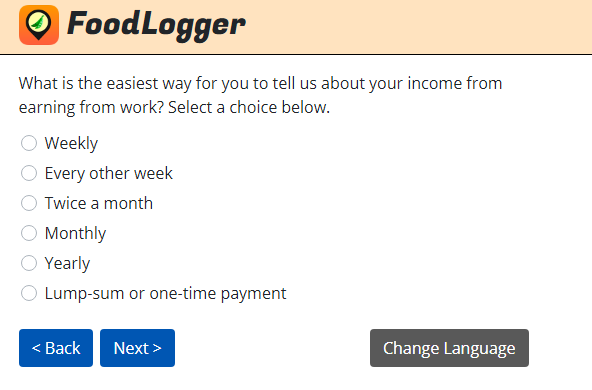 FoodLogger
What is the easiest way for you to tell us about your income from
earning from work? Select a choice below.
Weekly
Every other week
Twice a month
Monthly
Yearly
Lump-sum or one-time payment
< Back
Next >
Change Language